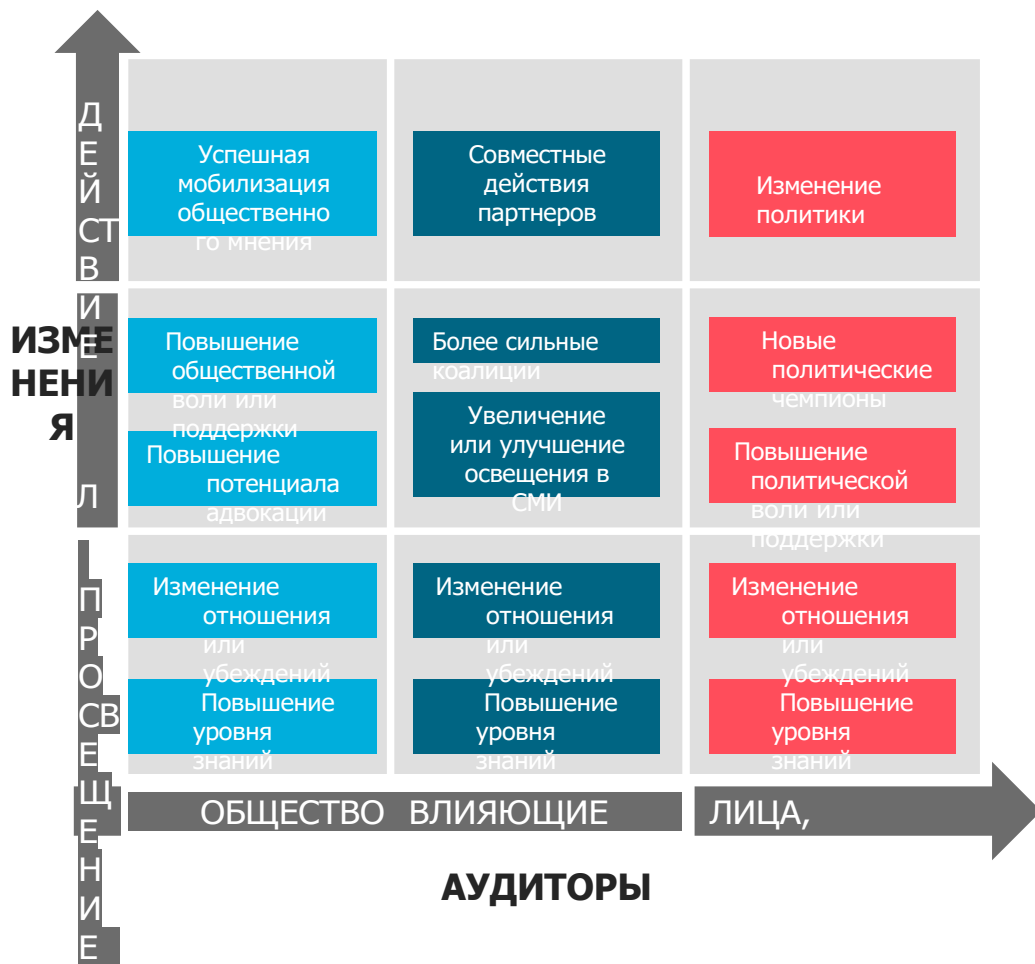 Д
Е
Й
СТ
В
И
Е
Л
П
Р
О
СВ
Е
Щ
Е
Н
И
Е
ИЗМЕ
НЕНИ
Я
Успешная
мобилизация
общественно
го мнения
Совместные
действия
партнеров
Изменение
политики
Повышение
общественной
воли или
поддержки
Повышение
потенциала
адвокации
Более сильные
коалиции
Увеличение
или улучшение
освещения в
СМИ
Новые
политические
чемпионы
Повышение
политической
воли или
поддержки
Изменение
отношения
или
убеждений
Повышение
уровня
знаний
Изменение
отношения
или
убеждений
Повышение
уровня
знаний
Изменение
отношения
или
убеждений
Повышение
уровня
знаний
ОБЩЕСТВО ВЛИЯЮЩИЕ ЛИЦА,
АУДИТОРЫ